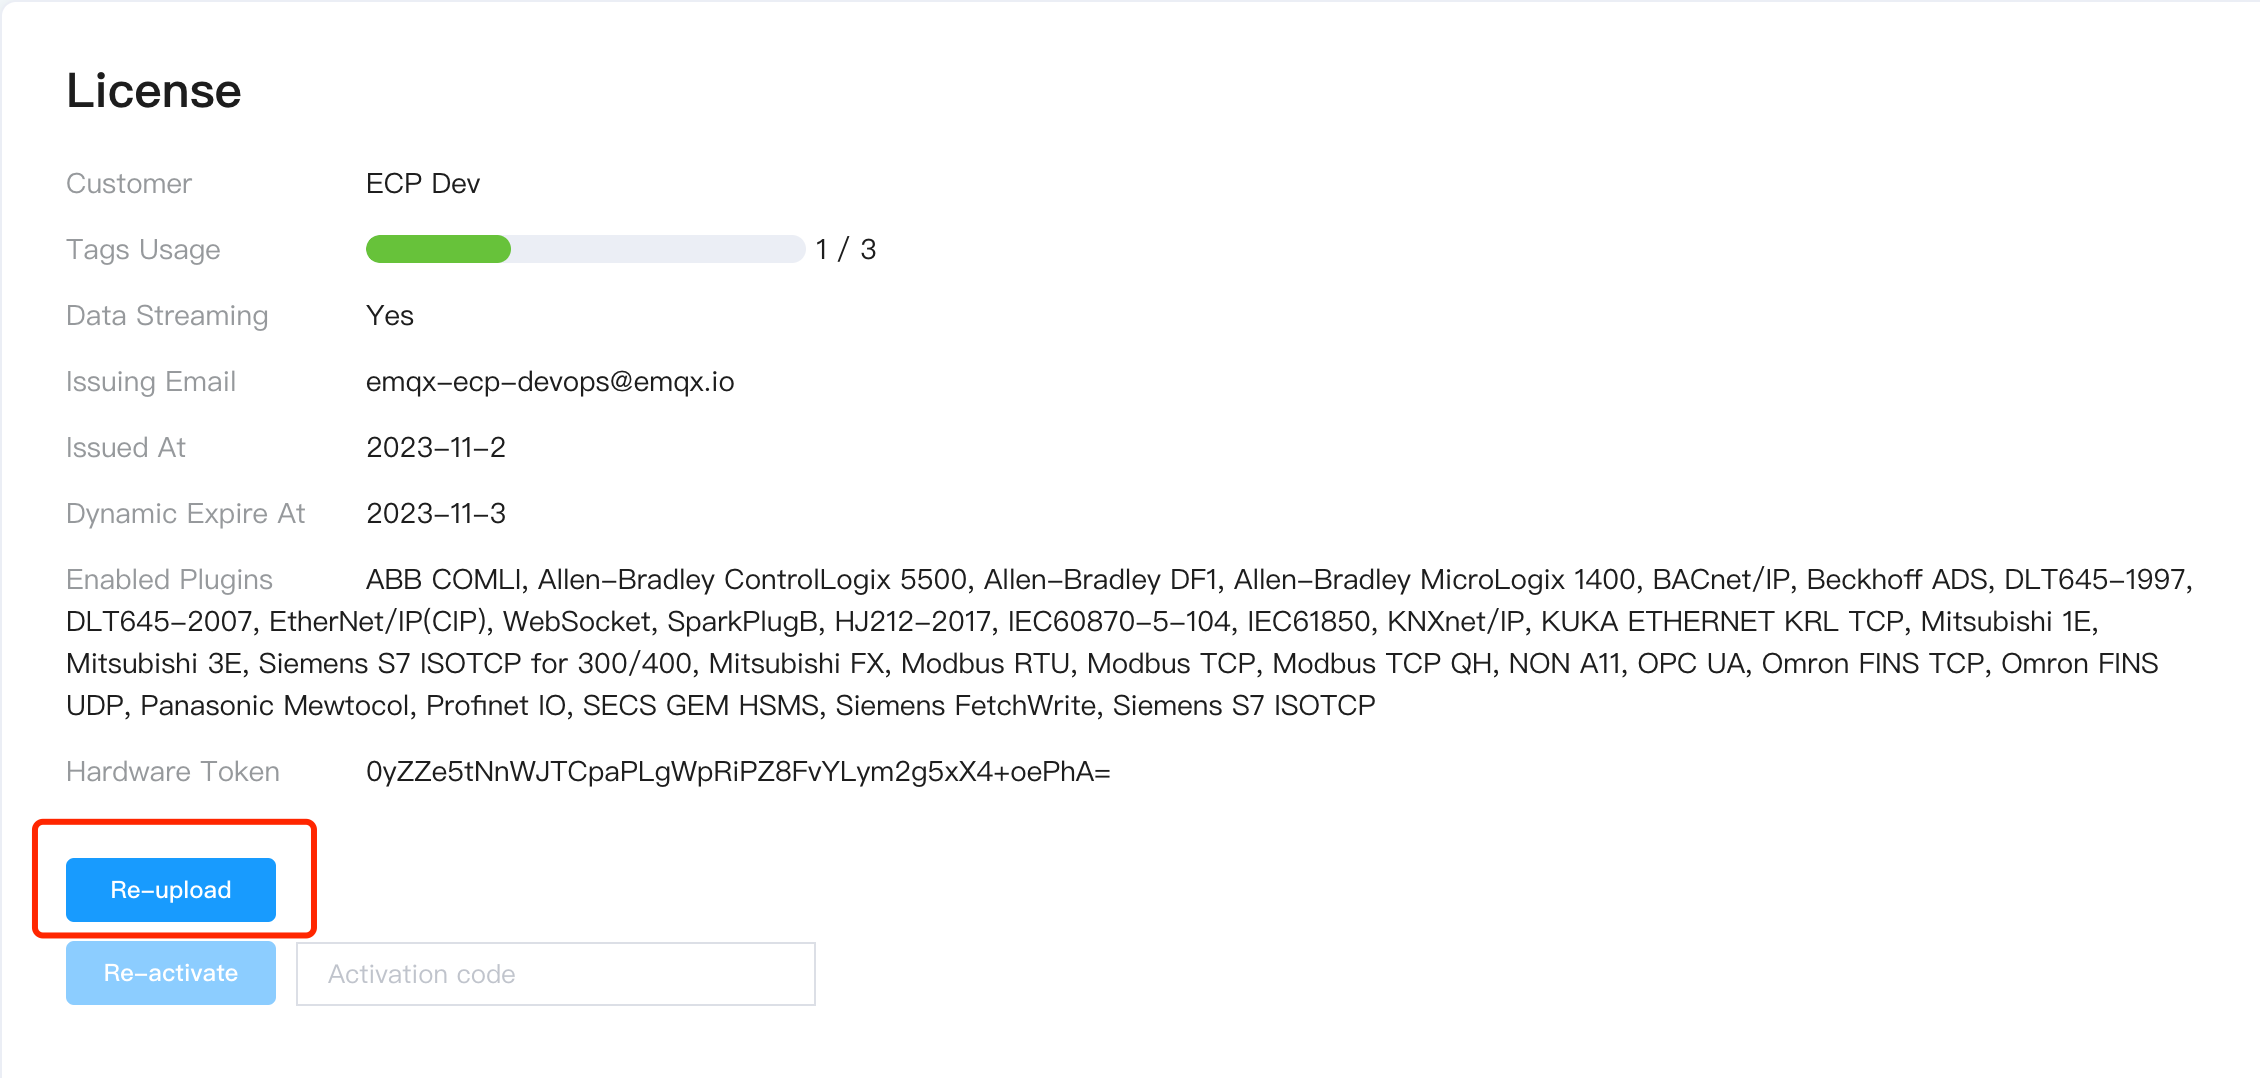 License
Customer ECP Dev
Tags Usage 1 / 3
Data Streaming Yes
Issuing Email emqx-ecp-devops@emqx.io
Issued At 2023-11-2
Dynamic Expire At 2023-11-3
Enabled Plugins ABB COMLI, Allen-Bradley ControlLogix 5500, Allen-Bradley DF1, Allen-Bradley MicroLogix 1400, BACnet/IP, Beckhoff ADS, DLT645-1997,
DLT645-2007, EtherNet/IP(CIP), WebSocket, SparkPlugB, HJ212-2017, IEC60870-5-104, IEC61850, KNXnet/IP, KUKA ETHERNET KRL TCP, Mitsubishi 1E,
Mitsubishi 3E, Siemens S7 ISOTCP for 300/400, Mitsubishi FX, Modbus RTU, Modbus TCP, Modbus TCP QH, NON A11, OPC UA, Omron FINS TCP, Omron FINS
UDP, Panasonic Mewtocol, Profinet IO, SECS GEM HSMS, Siemens FetchWrite, Siemens S7 ISOTCP
Hardware Token 0yZZe5tNnWJTCpaPLgWpRiPZ8FvYLym2g5xX4+oePhA=
Re-upload
Re-activate Activation code